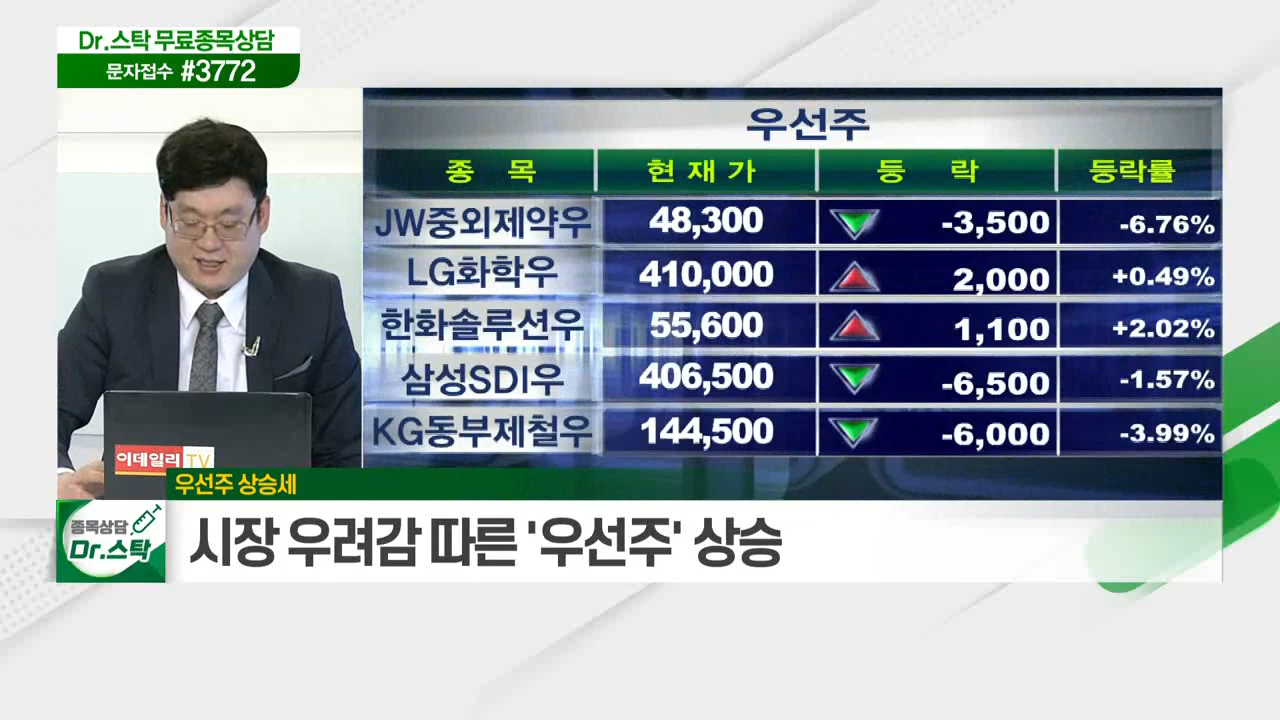 Dr.스탁 무료종목상담
문자접수 #3772
우선주
종 목 현 재 가 등 락 등락률
JW중외제약우 48,300 -3,500 -6.76%
LG화학우 410,000 2,000 +0.49%
한화솔루션우 55,600 1,100 +2.02%
삼성SDI우 406,500 -6,500 -1.57%
KG동부제철우 144,500 -6,000 -3.99%
이데일리 TV
우선주 상승세
종목상담
Dr.스탁
시장 우려감 따른 '우선주' 상승